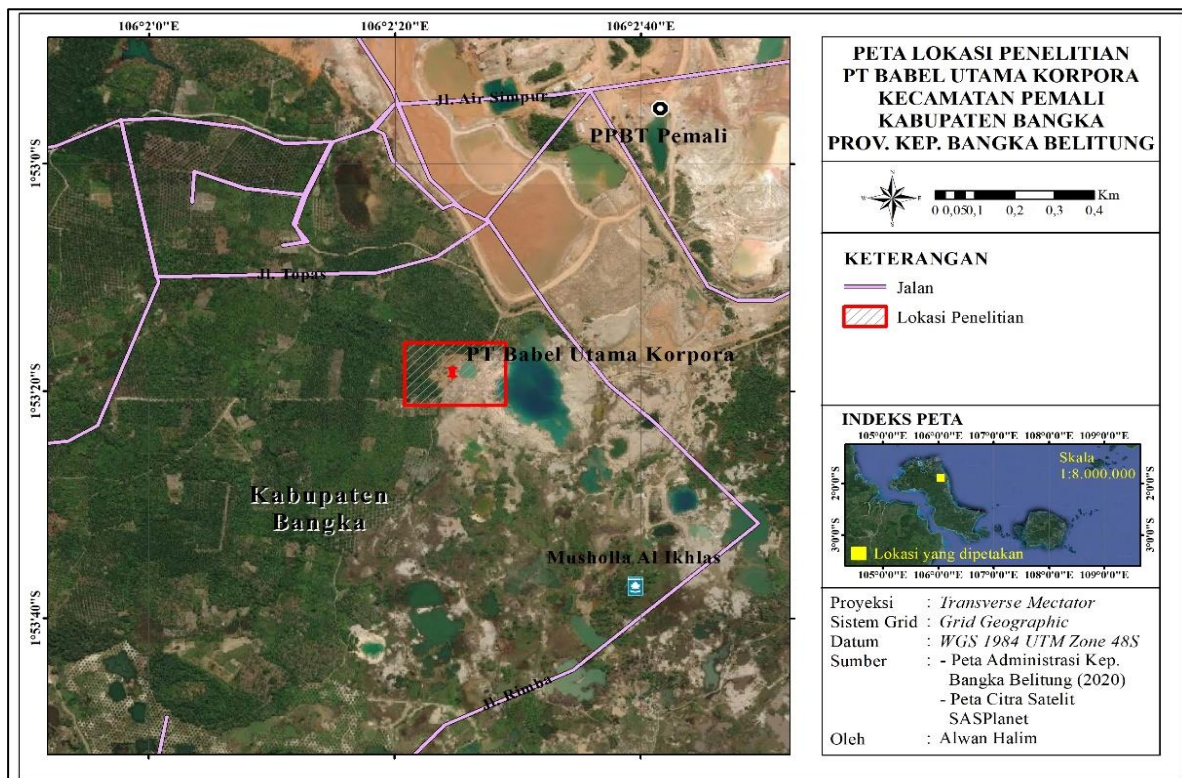 106°2'0"E 106°2'20"E 106°2'40"E
1°53'0"S
1°53'20"S
1°53'40"S
Jl. Air Simpur
PPBT Pemali
Jl. Topas
PT Babel Utama Korpora
Kabupaten
Bangka
Musholla Al Ikhlas
Jl. Rimba
PETA LOKASI PENELITIAN
PT BABEL UTAMA KORPORA
KECAMATAN PEMALI
KABUPATEN BANGKA
PROV. KEP. BANGKA BELITUNG
N
W E
S
Km
0 0,05 0,1 0,2 0,3 0,4
KETERANGAN
Jalan
Lokasi Penelitian
INDEKS PETA
105°0'0"E 106°0'0"E 107°0'0"E 108°0'0"E 109°0'0"E
Skala
1:8.000.000
2°0'0"S 2°0'0"S
3°0'0"S 3°0'0"S
Lokasi yang dipetakan
105°0'0"E 106°0'0"E 107°0'0"E 108°0'0"E 109°0'0"E
Proyeksi : Transverse Mectator
Sistem Grid : Grid Geographic
Datum : WGS 1984 UTM Zone 48S
Sumber : - Peta Administrasi Kep.
Bangka Belitung (2020)
- Peta Citra Satelit
SASPlanet
Oleh : Alwan Halim